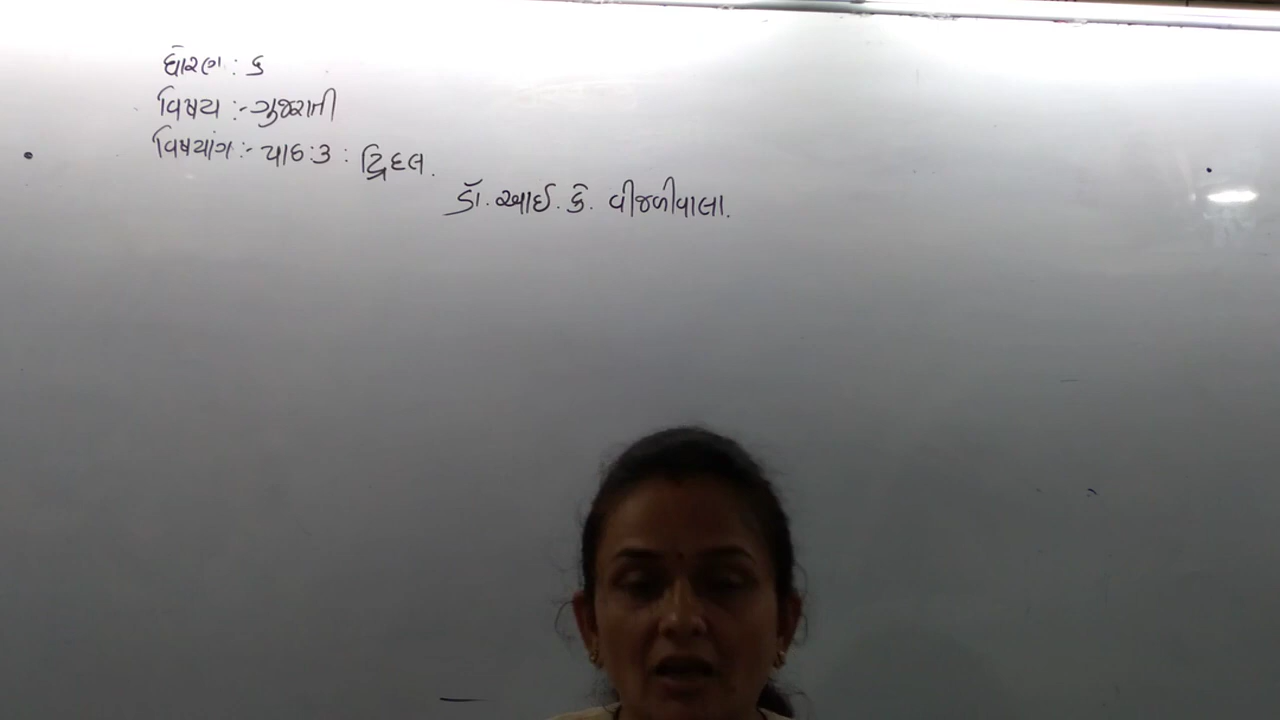 ધોરણ : ૬
વિષય :- ગુજરાતી
વિષયાંગ :- પાઠ : ૩ : દ્વિદલ.
ડૉ. આઈ. કે. વીજળીવાલા.